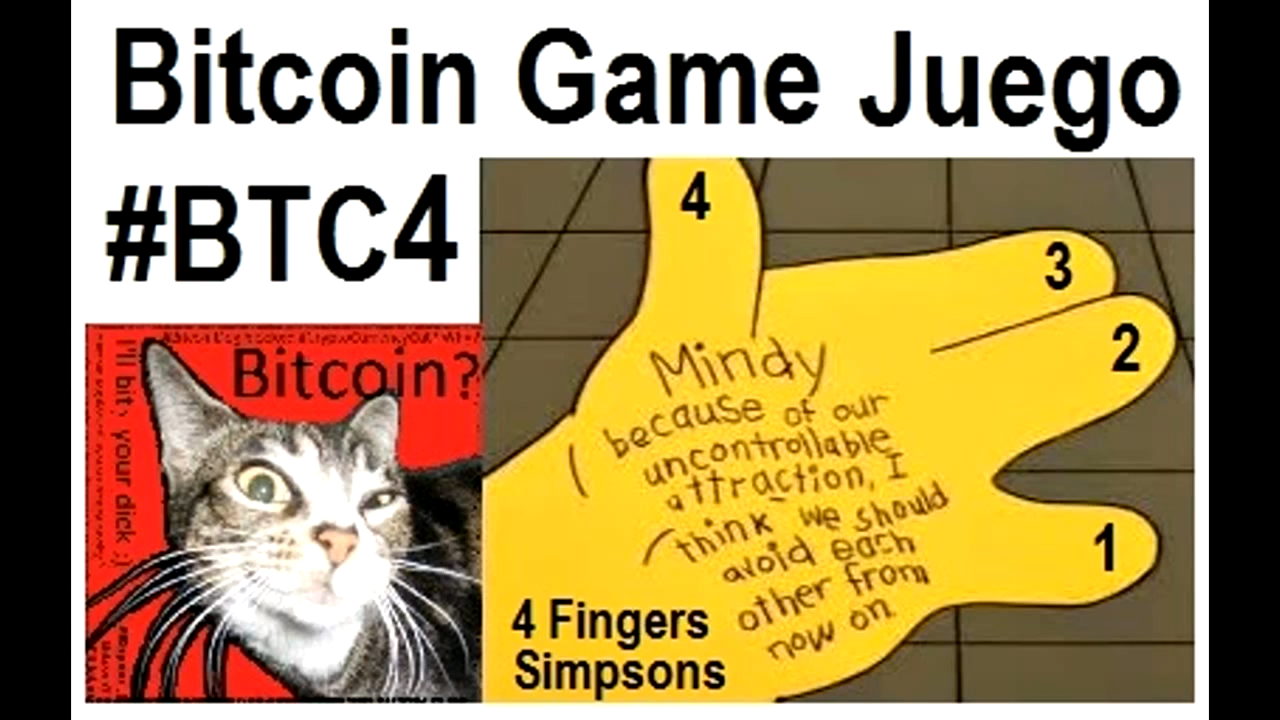 Bitcoin Game Juego
#BTC4
Bitcoin?
I'll bit, your dick :)
4
3
2
1
Mindy
because of our
uncontrollable
attraction, I
think we should
avoid each
other from
now on
4 Fingers
Simpsons